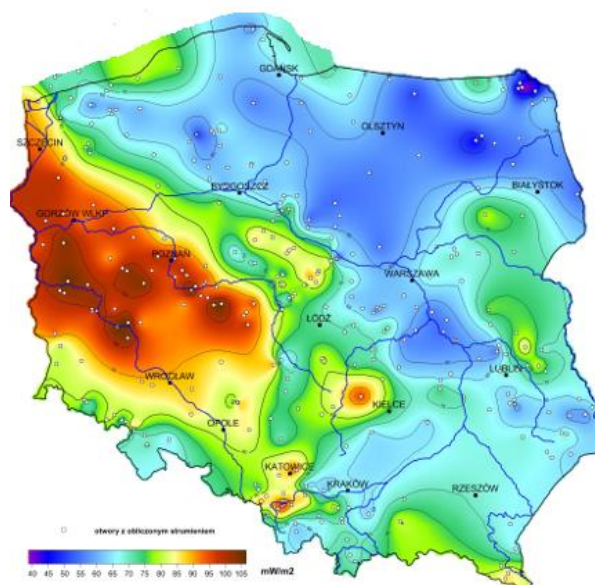 GDAŃSK
OLSZTYN
SZCZECIN
BYDGOSZCZ
BIAŁYSTOK
GORZÓW WLKP
POZNAŃ
WARSZAWA
ŁÓDŹ
LUBLIN
WROCŁAW
KIELCE
OPOLE
KATOWICE
KRAKÓW
RZESZÓW
otwory z obliczonym strumieniem
40 45 50 55 60 65 70 75 80 85 90 95 100 105 mW/m2